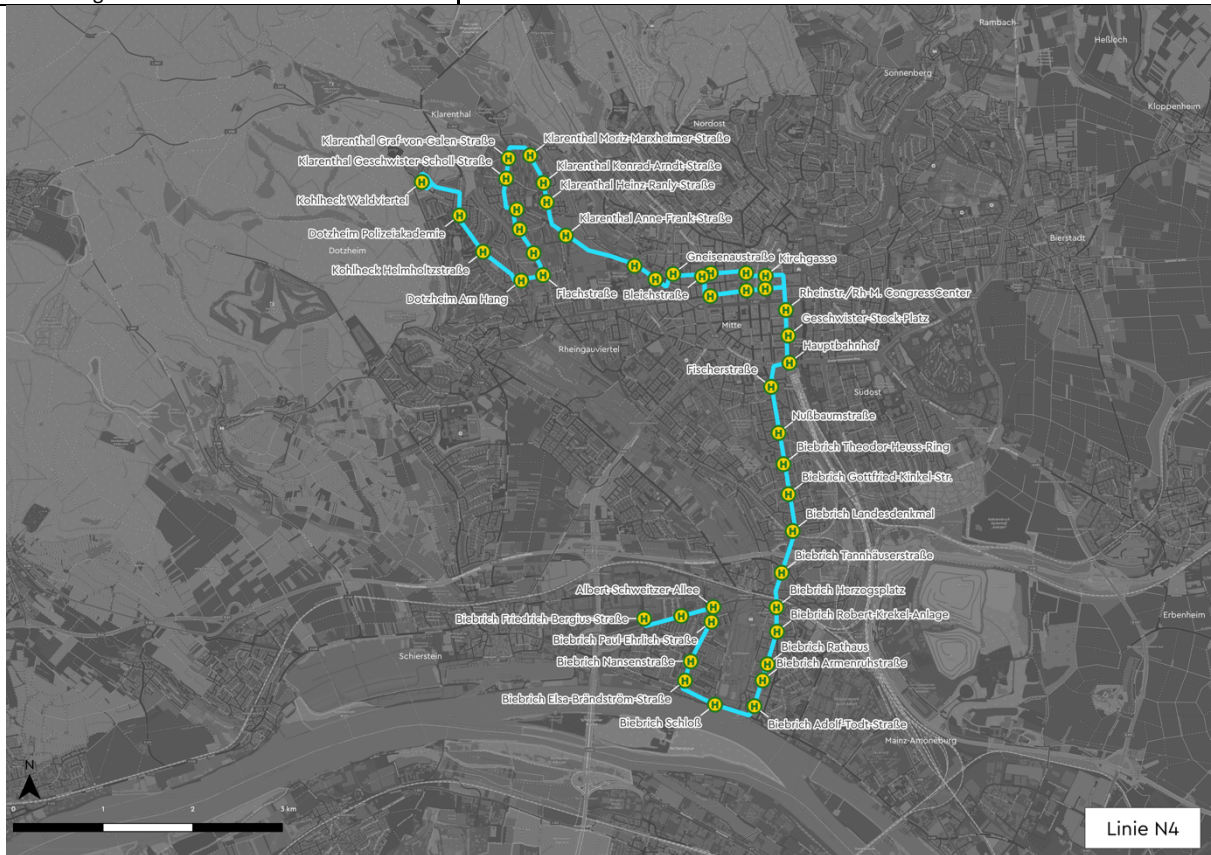 Rambach
Heßloch
Sonnenberg
Kloppenheim
Klarenthal
Nordost
Klarenthal Graf-von-Galen-Straße
Klarenthal Moriz-Marxheimer-Straße
Klarenthal Geschwister-Scholl-Straße
Klarenthal Konrad-Arndt-Straße
Klarenthal Heinz-Ranly-Straße
Kohlheck Waldviertel
Klarenthal Anne-Frank-Straße
Dotzheim Polizeiakademie
Bierstadt
Dotzheim
Gneisenaustraße
Kirchgasse
Kohlheck Helmholtzstraße
Bleichstraße
Flachstraße
Dotzheim Am Hang
Rheinstr./Rh-M. CongressCenter
Geschwister-Stock-Platz
Mitte
Rheingauviertel
Hauptbahnhof
Fischerstraße
Südost
Nußbaumstraße
Biebrich Theodor-Heuss-Ring
Biebrich Gottfried-Kinkel-Str.
Biebrich Landesdenkmal
Biebrich Tannhäuserstraße
Albert-Schweitzer-Allee
Biebrich Herzogsplatz
Biebrich Friedrich-Bergius-Straße
Biebrich Robert-Krekel-Anlage
Erbenheim
Biebrich Paul-Ehrlich-Straße
Biebrich Rathaus
Schierstein
Biebrich Nansenstraße
Biebrich Armenruhstraße
Biebrich Elsa-Brändström-Straße
Biebrich Schloß
Biebrich Adolf-Todt-Straße
Mainz-Amöneburg
N
0 1 2 3 km
Linie N4